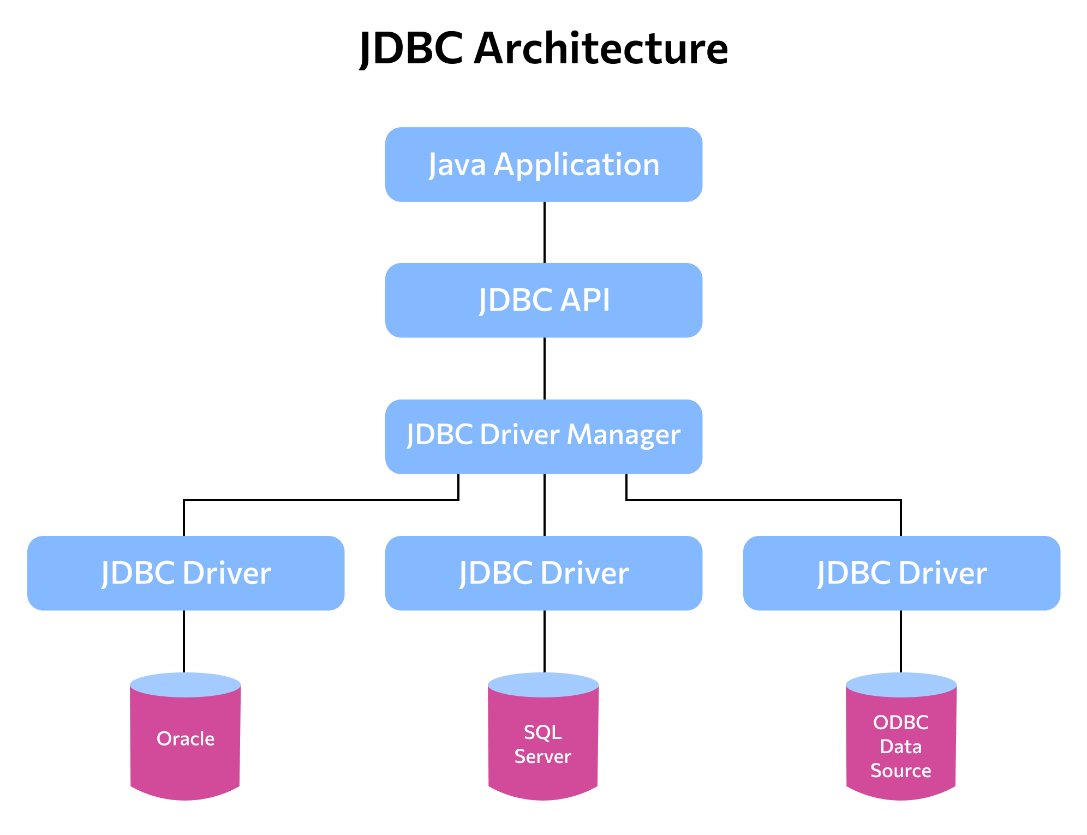 JDBC Architecture
Java Application
JDBC API
JDBC Driver Manager
JDBC Driver
JDBC Driver
JDBC Driver
Oracle
SQL
Server
ODBC
Data
Source